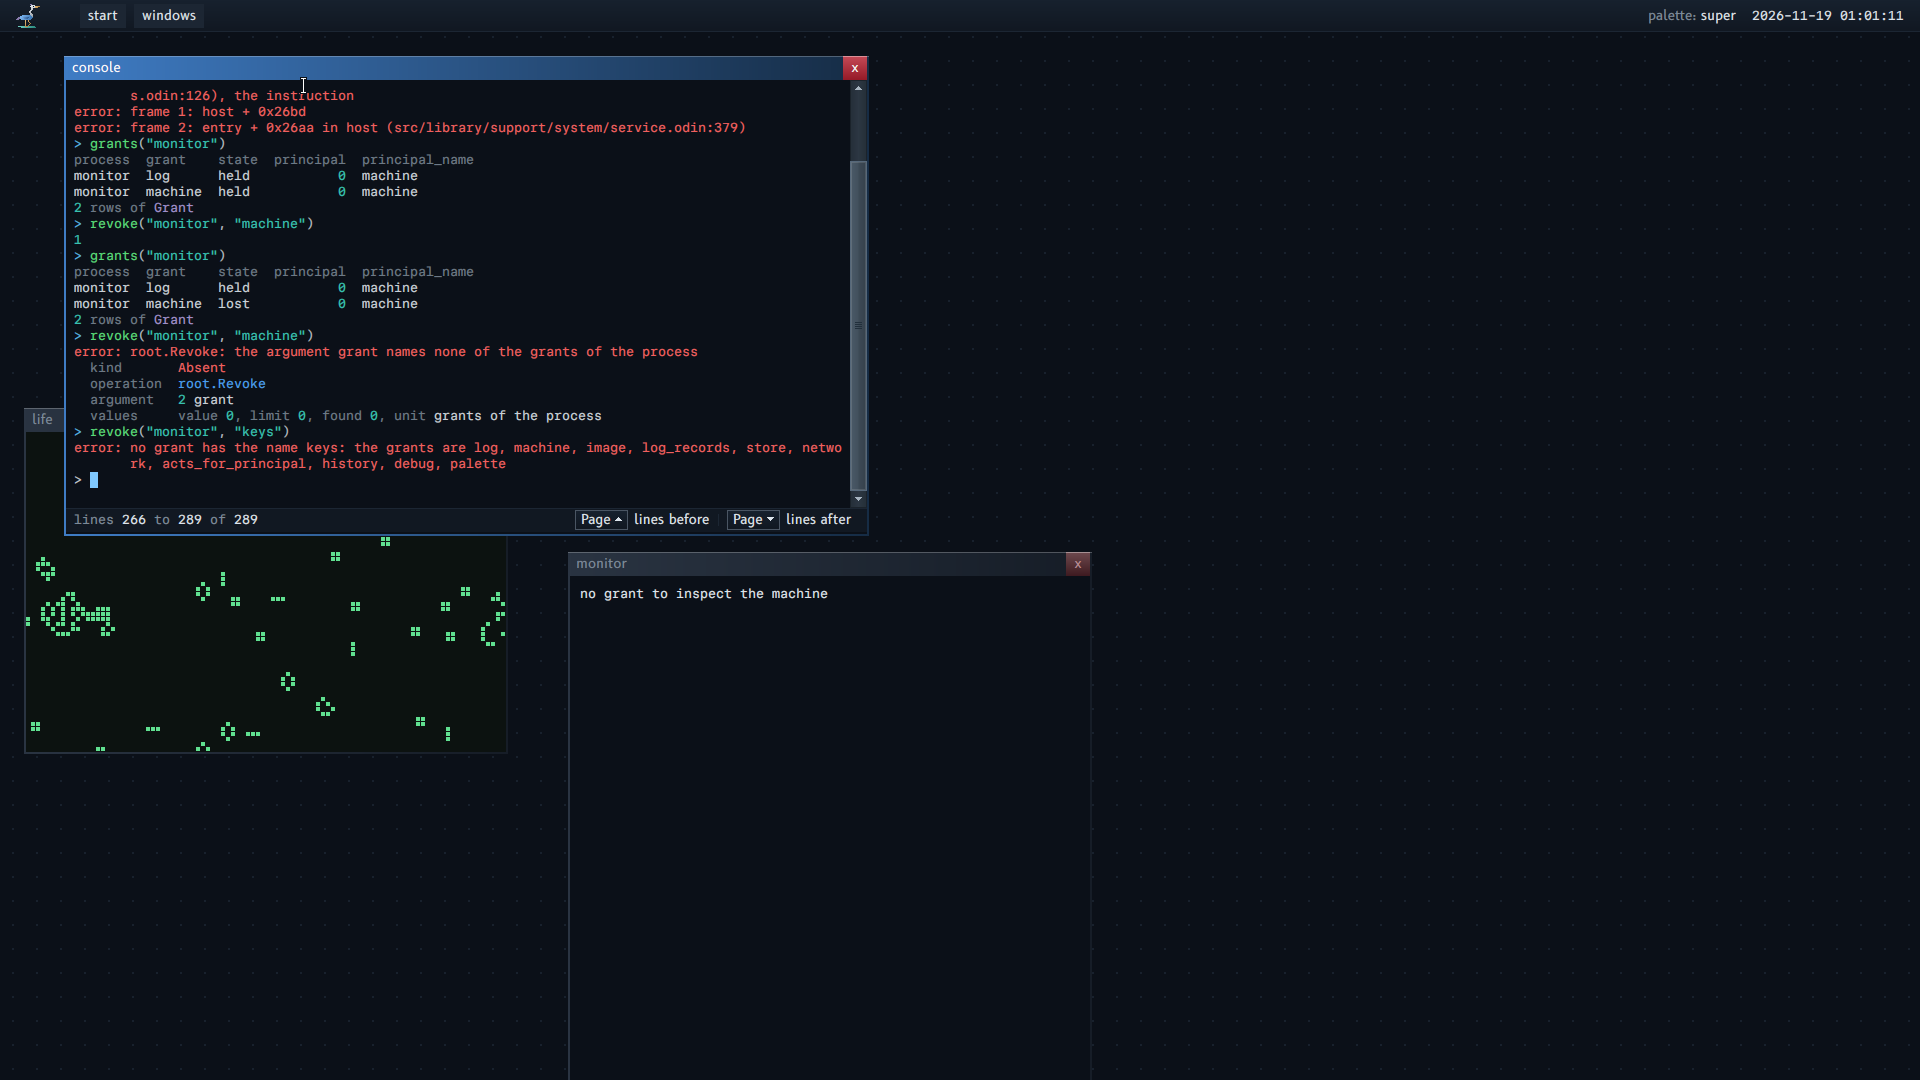 start windows palette: super 2026-11-19 01:01:11
console x
s.odin:126), the instruction
error: frame 1: host + 0x26bd
error: frame 2: entry + 0x26aa in host (src/library/support/system/service.odin:379)
> grants("monitor")
process grant state principal principal_name
monitor log held 0 machine
monitor machine held 0 machine
2 rows of Grant
> revoke("monitor", "machine")
1
> grants("monitor")
process grant state principal principal_name
monitor log held 0 machine
monitor machine lost 0 machine
2 rows of Grant
> revoke("monitor", "machine")
error: root.Revoke: the argument grant names none of the grants of the process
kind Absent
operation root.Revoke
argument 2 grant
values value 0, limit 0, found 0, unit grants of the process
> revoke("monitor", "keys")
error: no grant has the name keys: the grants are log, machine, image, log_records, store, netwo
rk, acts_for_principal, history, debug, palette
>
lines 266 to 289 of 289 Page lines before Page lines after
life
monitor x
no grant to inspect the machine